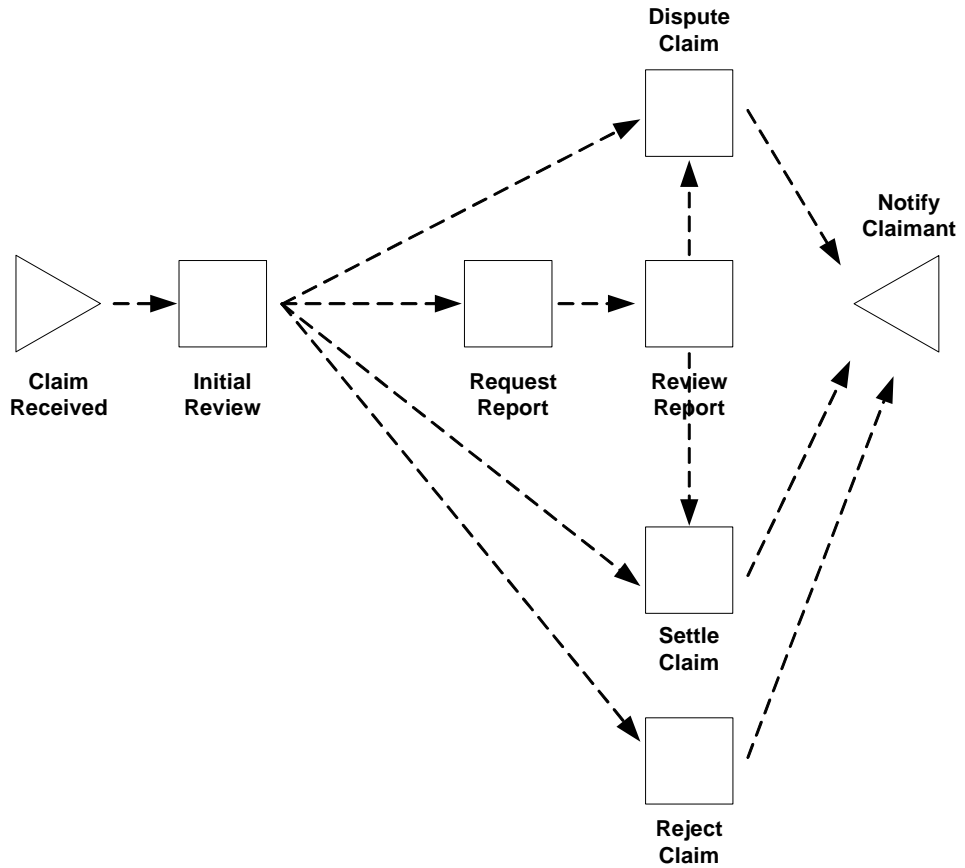 Dispute
Claim
Notify
Claimant
Claim
Received
Initial
Review
Request
Report
Review
Report
Settle
Claim
Reject
Claim